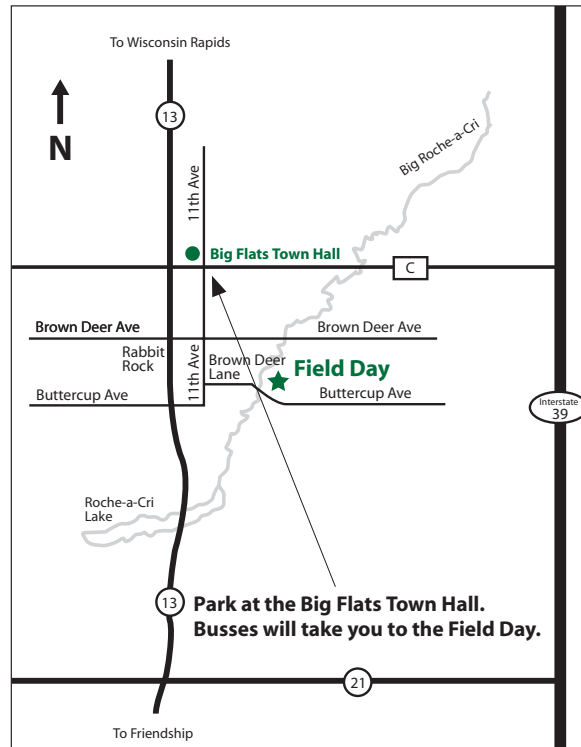 To Wisconsin Rapids
13
N
Big Roche-a-Cri
11th Ave
Big Flats Town Hall
C
Brown Deer Ave
Brown Deer Ave
Rabbit
Rock
11th Ave
Brown Deer
Lane
Field Day
Buttercup Ave
Buttercup Ave
Interstate
39
Roche-a-Cri
Lake
13
Park at the Big Flats Town Hall.
Busses will take you to the Field Day.
21
To Friendship